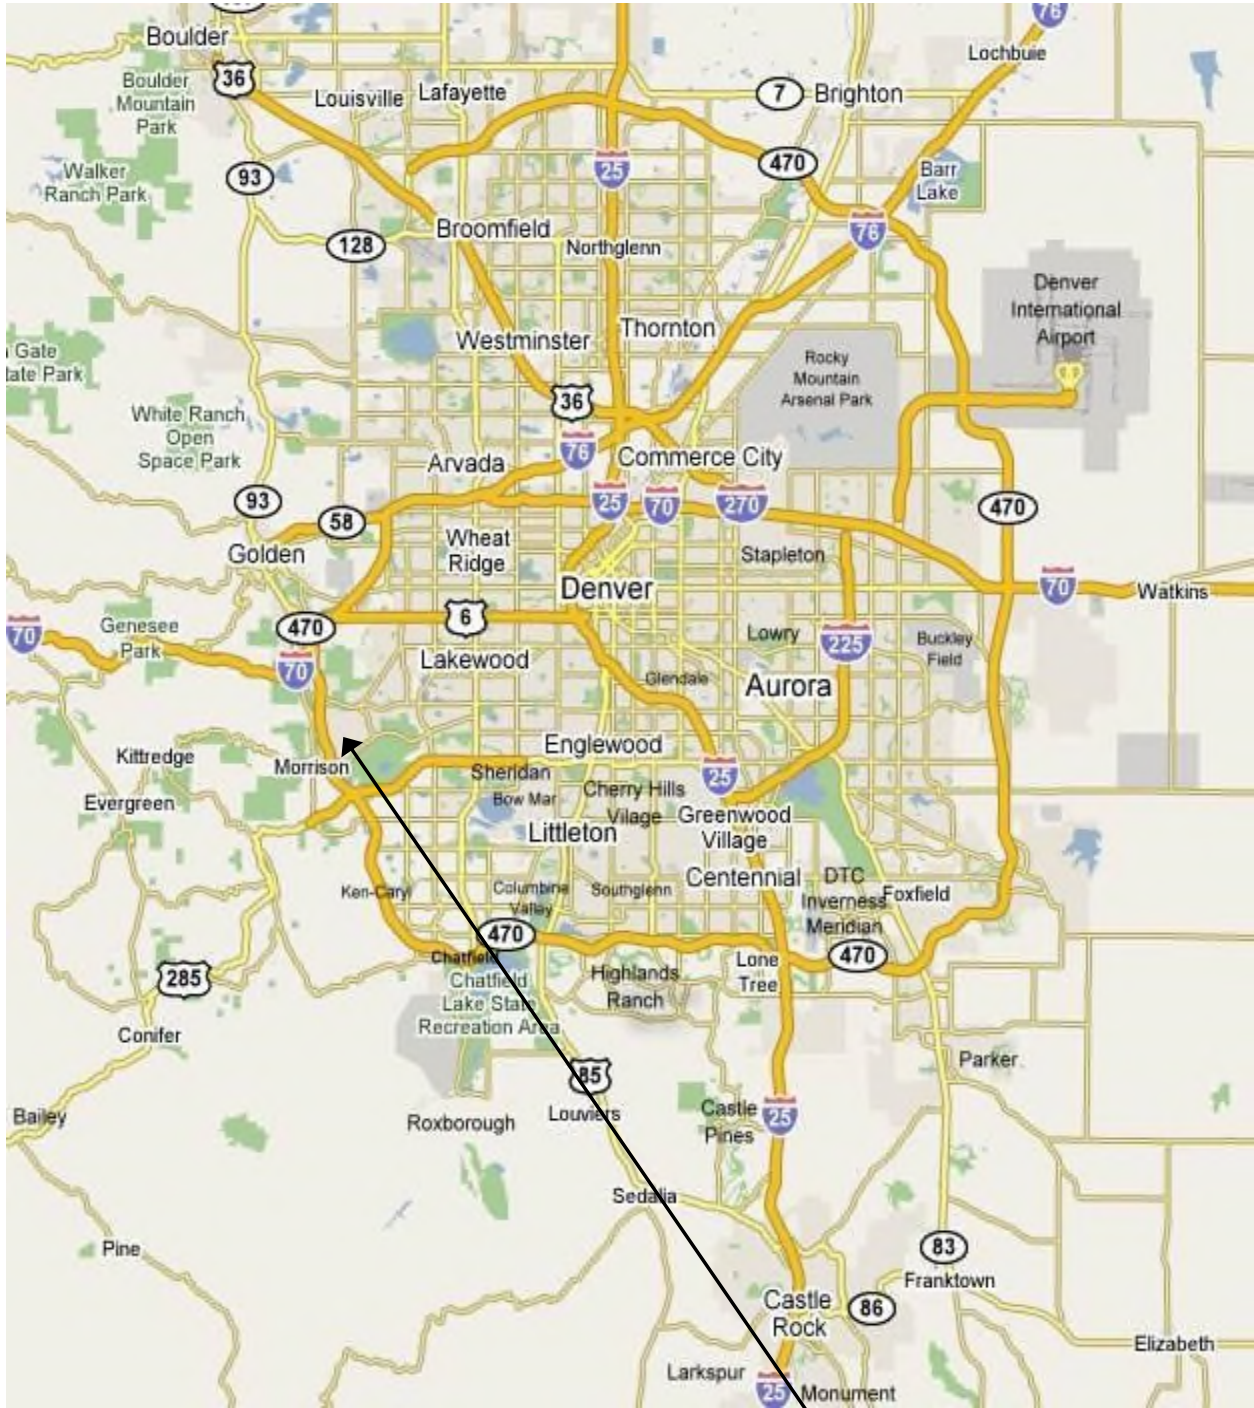 76
Boulder
Lochbuie
36
Boulder
Mountain
Park
Louisville
Lafayette
7
Brighton
Walker
Ranch Park
93
25
470
Barr
Lake
128
Broomfield
Northglenn
76
Denver
International
Airport
Westminster
Thornton
Gate
tate Park
Rocky
Mountain
Arsenal Park
White Ranch
Open
Space Park
36
76
Arvada
Commerce City
93
58
25
70
270
470
Golden
Wheat
Ridge
Stapleton
Denver
70
Watkins
70
Genesee
Park
470
6
Lowry
225
Buckley
Field
70
Lakewood
Glendale
Aurora
Kittredge
Morrison
Englewood
25
Sheridan
Evergreen
Bow Mar
Cherry Hills
Vilage
Greenwood
Village
Littleton
Ken-Caryl
Columbine
Valley
Southglenn
Centennial
DTC
Inverness
Meridian
Foxfield
470
Chatfield
285
Chatfield
Lake State
Recreation Area
Highlands
Ranch
Lone
Tree
470
Conifer
Parker
85
Bailey
Roxborough
Louviers
Castle
Pines
25
Sedalia
Pine
83
Franktown
Castle
Rock
86
Elizabeth
Larkspur
25
Monument